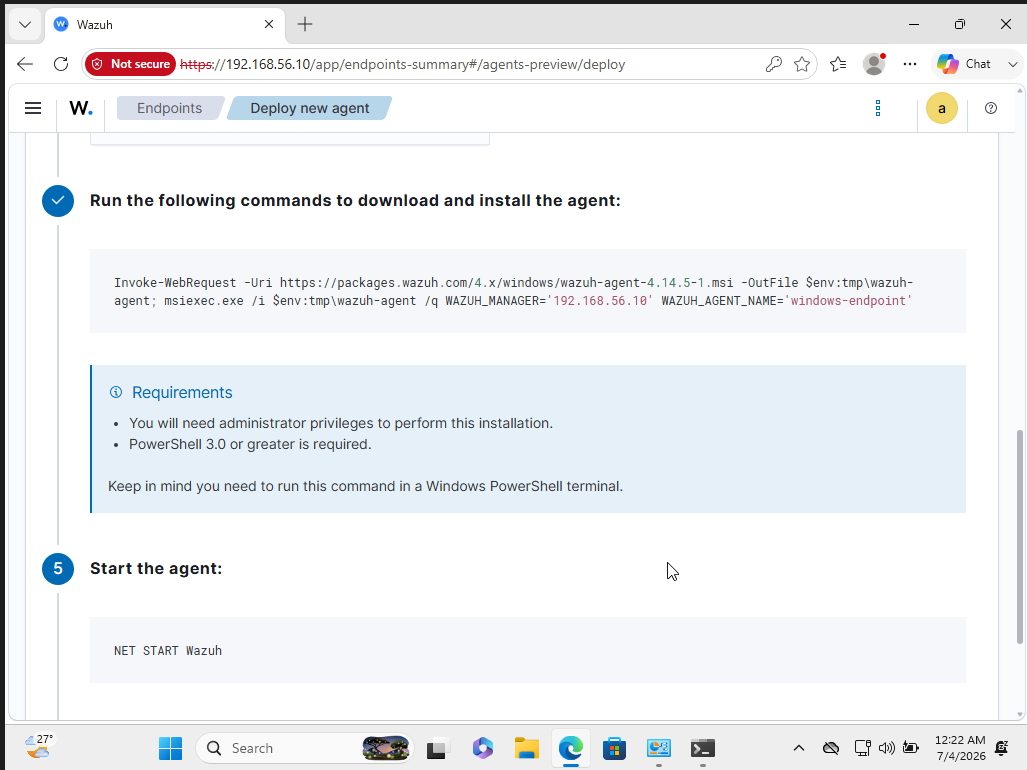 Wazuh
Not secure https://192.168.56.10/app/endpoints-summary#/agents-preview/deploy
Chat
W. Endpoints Deploy new agent
a
Run the following commands to download and install the agent:
Invoke-WebRequest -Uri https://packages.wazuh.com/4.x/windows/wazuh-agent-4.14.5-1.msi -OutFile $env:tmp\wazuh-
agent; msiexec.exe /i $env:tmp\wazuh-agent /q WAZUH_MANAGER='192.168.56.10' WAZUH_AGENT_NAME='windows-endpoint'
Requirements
• You will need administrator privileges to perform this installation.
• PowerShell 3.0 or greater is required.
Keep in mind you need to run this command in a Windows PowerShell terminal.
5 Start the agent:
NET START Wazuh
27°
Search
12:22 AM
7/4/2026